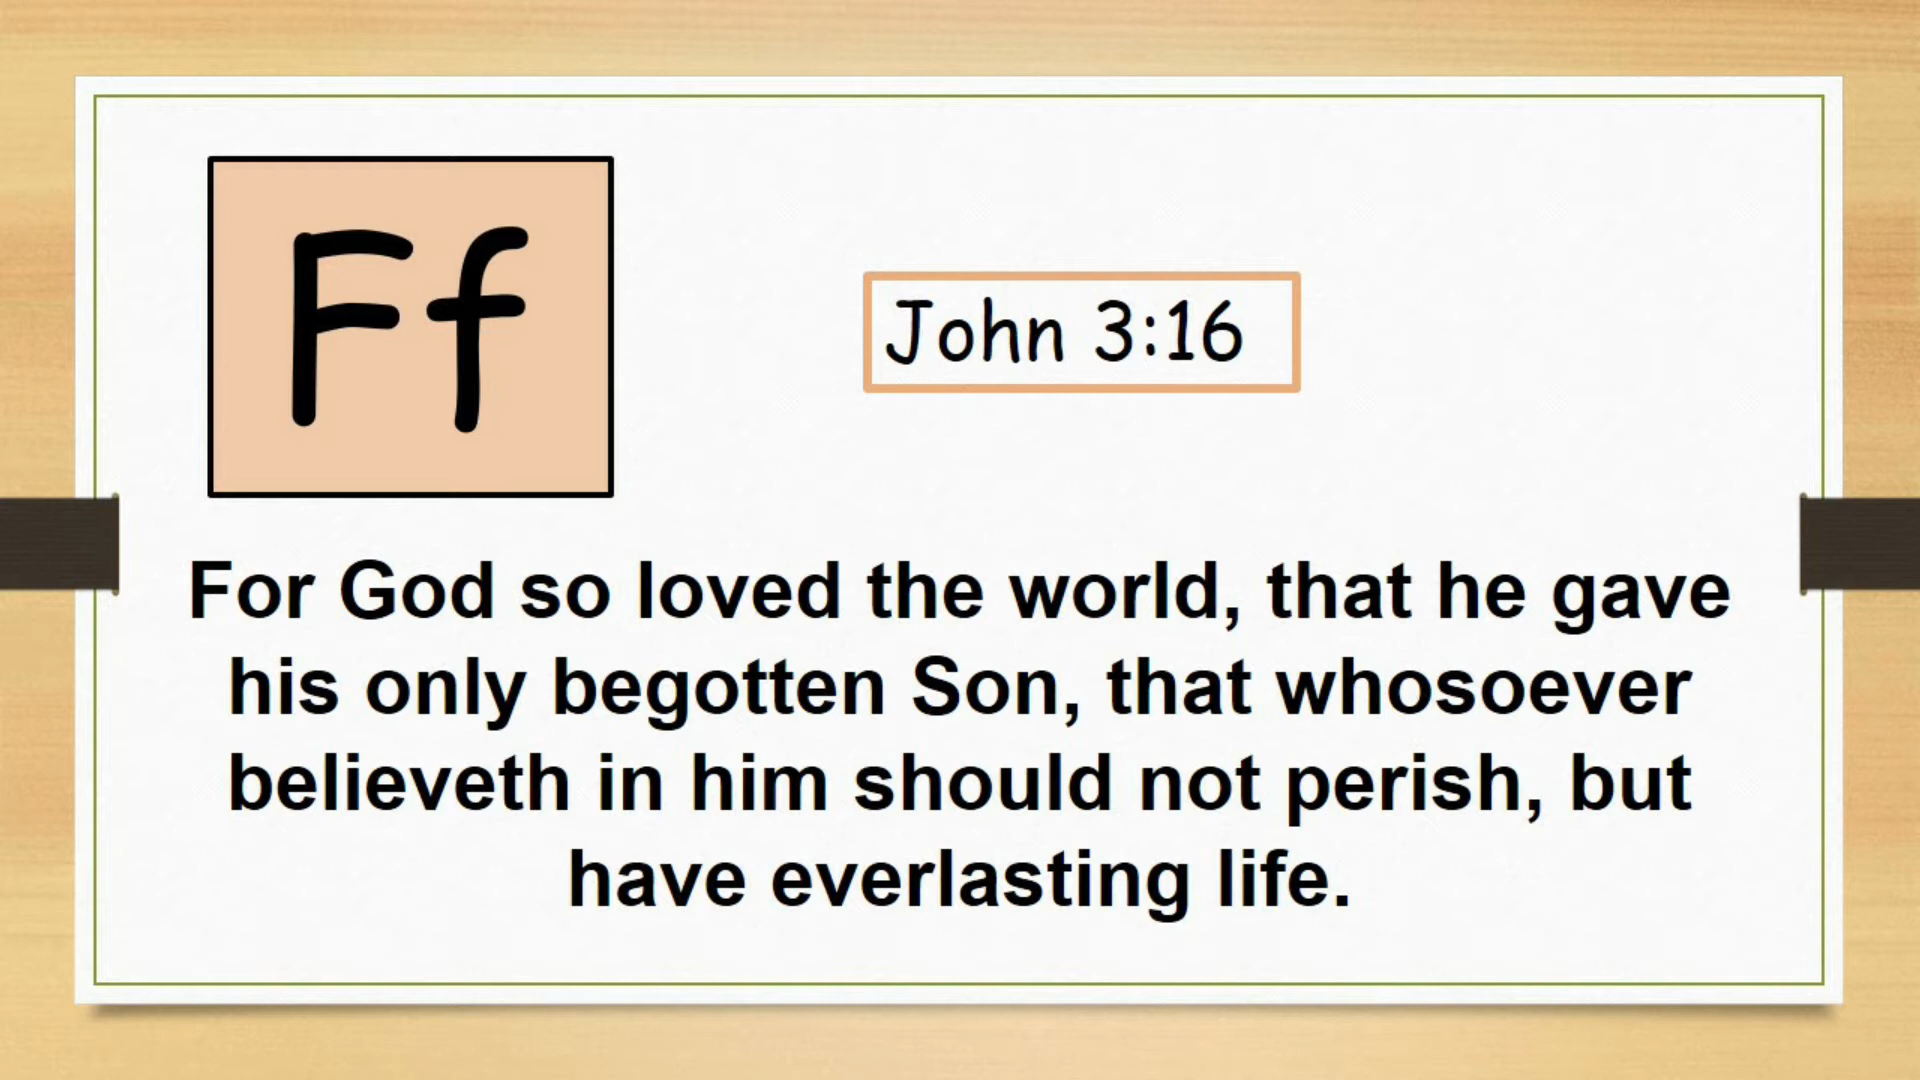 Ff
John 3:16
For God so loved the world, that he gave
his only begotten Son, that whosoever
believeth in him should not perish, but
have everlasting life.